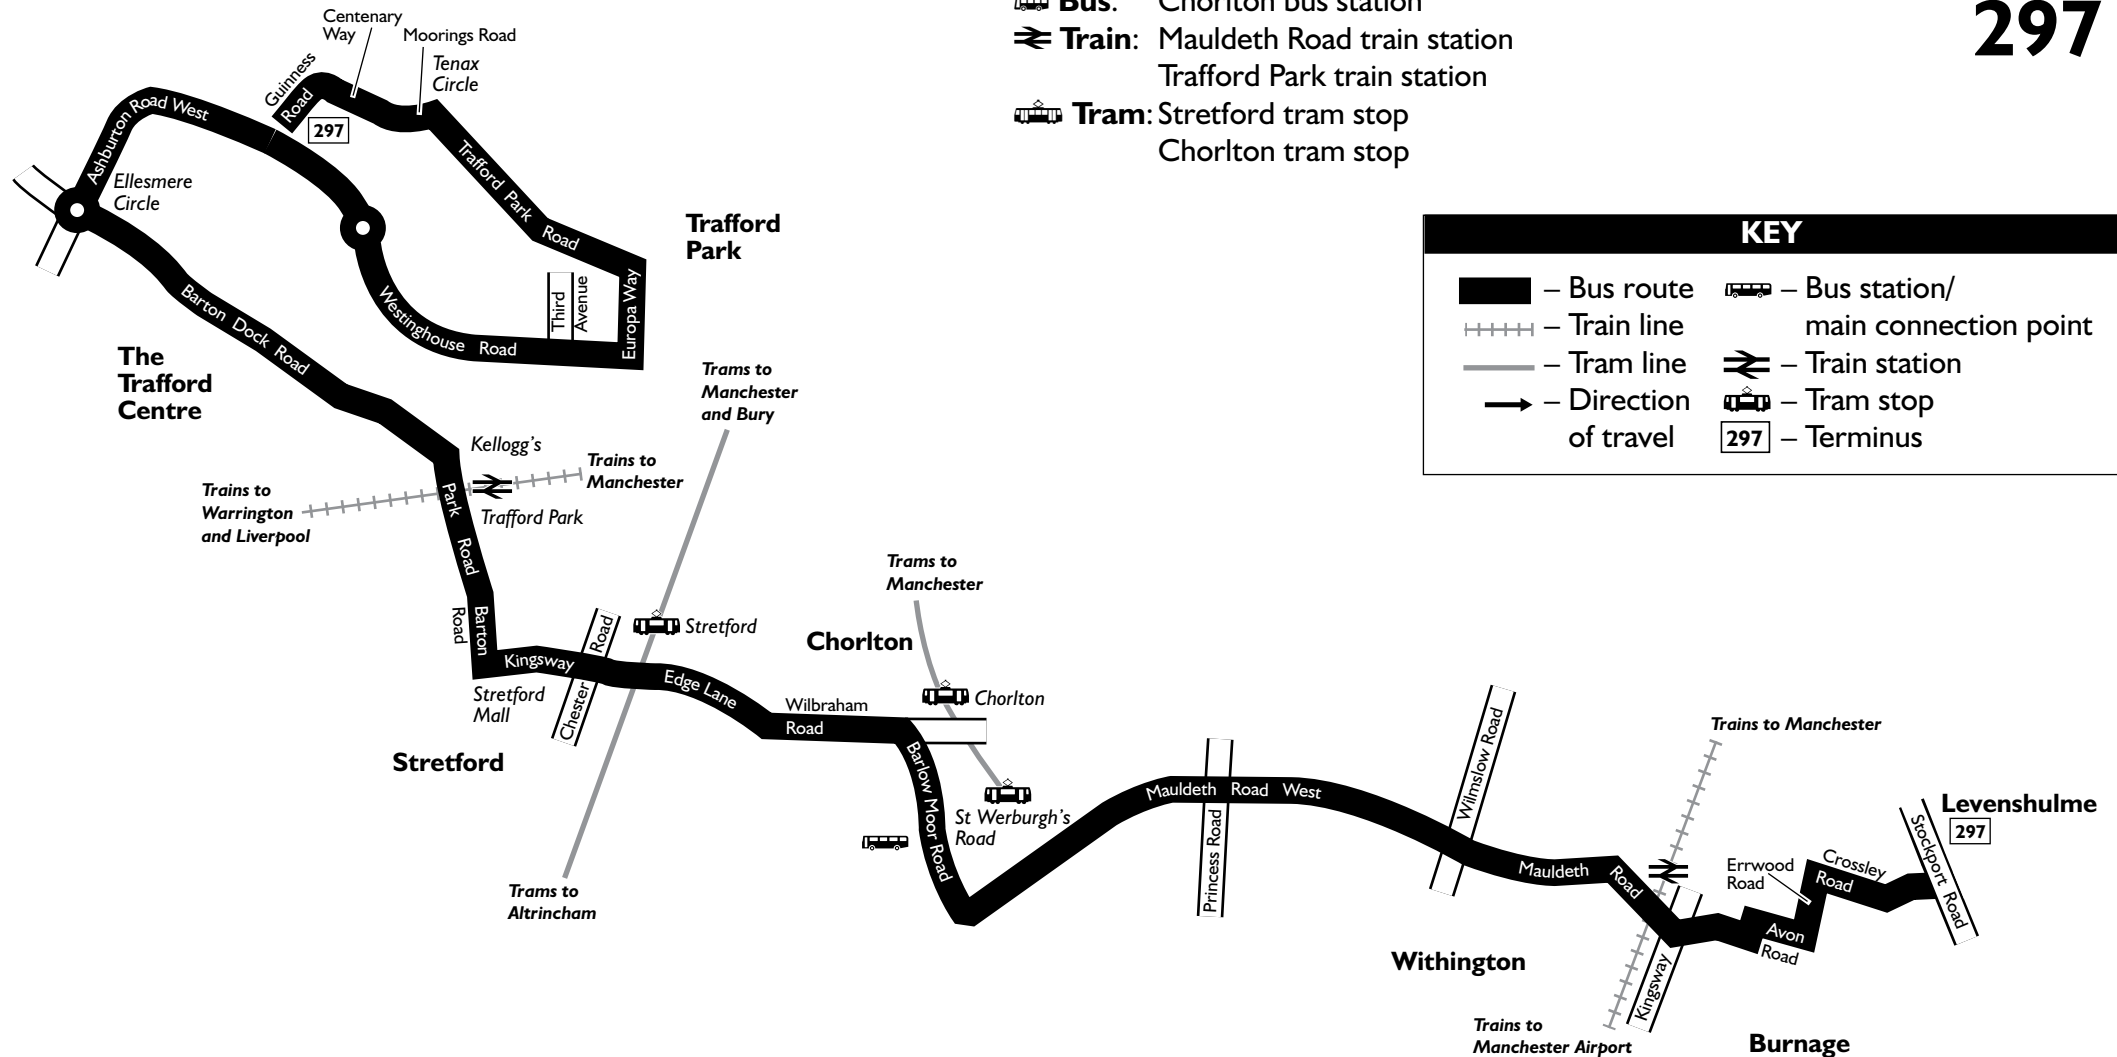 Bus: Chorlton bus station
Train: Mauldeth Road train station
Trafford Park train station
Tram: Stretford tram stop
Chorlton tram stop
297
KEY
– Bus route
– Train line
– Tram line
– Direction
of travel
– Bus station/
main connection point
– Train station
– Tram stop
297 – Terminus
Centenary
Way
Moorings Road
Tenax
Circle
Guinness
Road
297
Ashburton Road West
Ellesmere
Circle
Trafford Park Road
Trafford
Park
Europa Way
Third
Avenue
Westinghouse Road
Barton Dock Road
The
Trafford
Centre
Trams to
Manchester
and Bury
Kellogg's
Trains to
Manchester
Trains to
Warrington
and Liverpool
Trafford Park
Park Road
Barton
Road
Kingsway
Stretford
Mall
Chester Road
Stretford
Stretford
Edge Lane
Trams to
Altrincham
Trams to
Manchester
Chorlton
Chorlton
Wilbraham
Road
Barlow Moor Road
St Werburgh's
Road
Mauldeth Road West
Princess Road
Wilmslow Road
Mauldeth Road
Withington
Trains to Manchester
Kingsway
Trains to
Manchester Airport
Burnage
Errwood
Road
Avon
Road
Crossley
Road
Stockport Road
Levenshulme
297